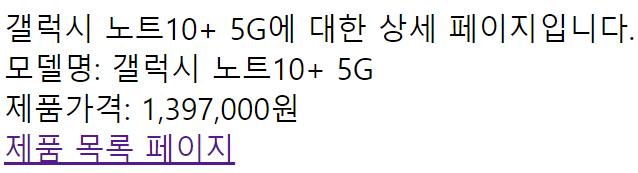 갤럭시 노트10+ 5G에 대한 상세 페이지입니다.
모델명: 갤럭시 노트10+ 5G
제품가격: 1,397,000원
제품 목록 페이지